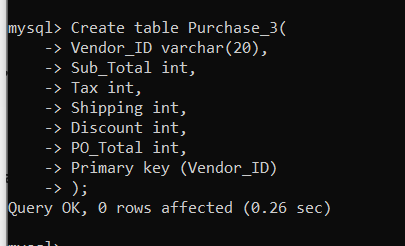 mysql> Create table Purchase_3(
    -> Vendor_ID varchar(20),
    -> Sub_Total int,
    -> Tax int,
    -> Shipping int,
    -> Discount int,
    -> PO_Total int,
    -> Primary key (Vendor_ID)
    -> );
Query OK, 0 rows affected (0.26 sec)